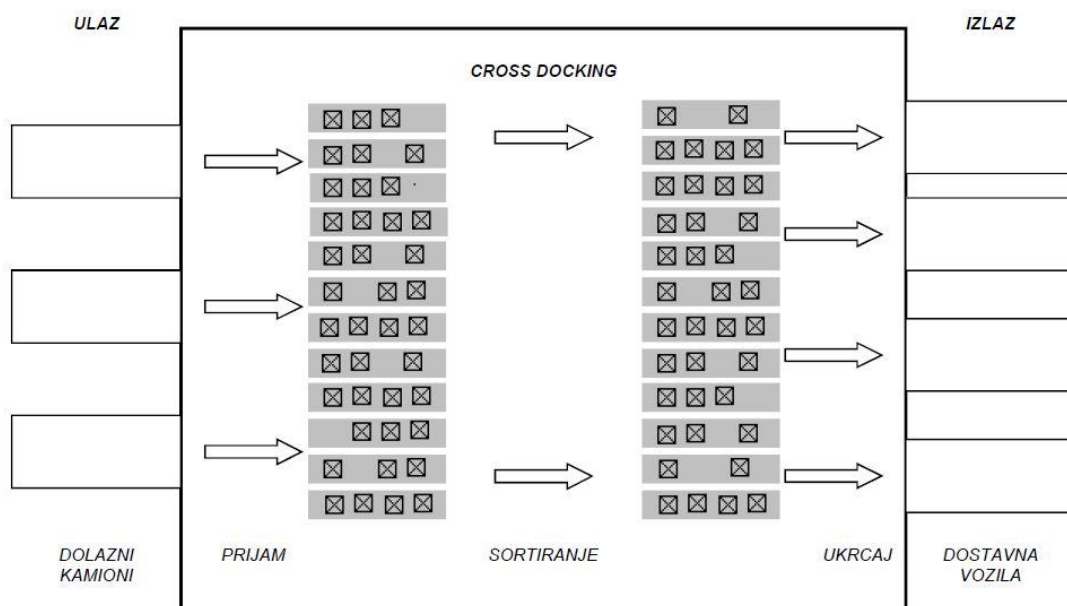 ULAZ
IZLAZ
CROSS DOCKING
DOLAZNI
KAMIONI
PRIJAM
SORTIRANJE
UKRCAJ
DOSTAVNA
VOZILA